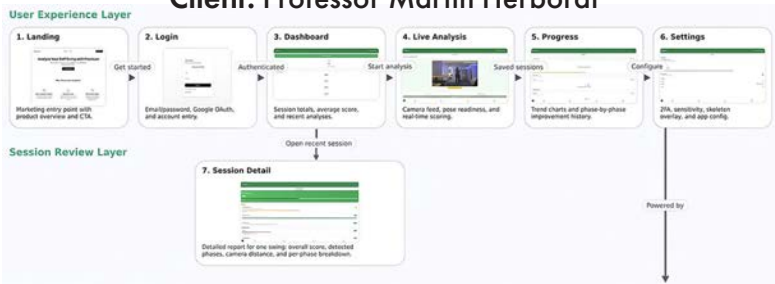 Client: Professor Martin Herbordt
User Experience Layer
1. Landing
2. Login
3. Dashboard
4. Live Analysis
5. Progress
6. Settings
Get started
Authenticated
Start analysis
Saved sessions
Configure
Marketing entry point with
product overview and CTA.
Email/password, Google OAuth,
and account entry.
Session totals, average score,
and recent analyses.
Camera feed, pose readiness, and
real-time scoring.
Trend charts and phase-by-phase
improvement history.
2FA, sensitivity, skeleton
overlay, and app config.
Open recent session
Session Review Layer
7. Session Detail
Detailed report for one swing: overall score, detected
phases, camera distance, and per-phase breakdown.
Powered by